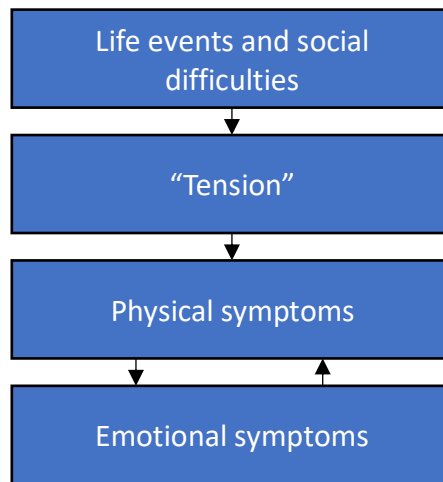 Life events and social
difficulties
“Tension”
Physical symptoms
Emotional symptoms